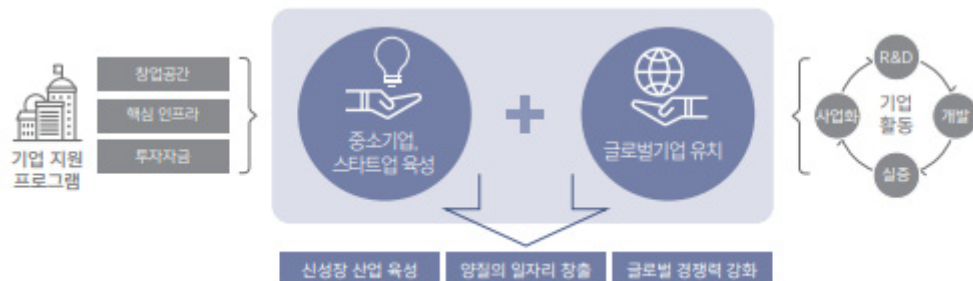 창업공간
핵심 인프라
투자자금
기업 지원
프로그램
중소기업,
스타트업 육성
+
글로벌기업 유치
R&D
개발
실증
사업화
기업
활동
신성장 산업 육성
양질의 일자리 창출
글로벌 경쟁력 강화